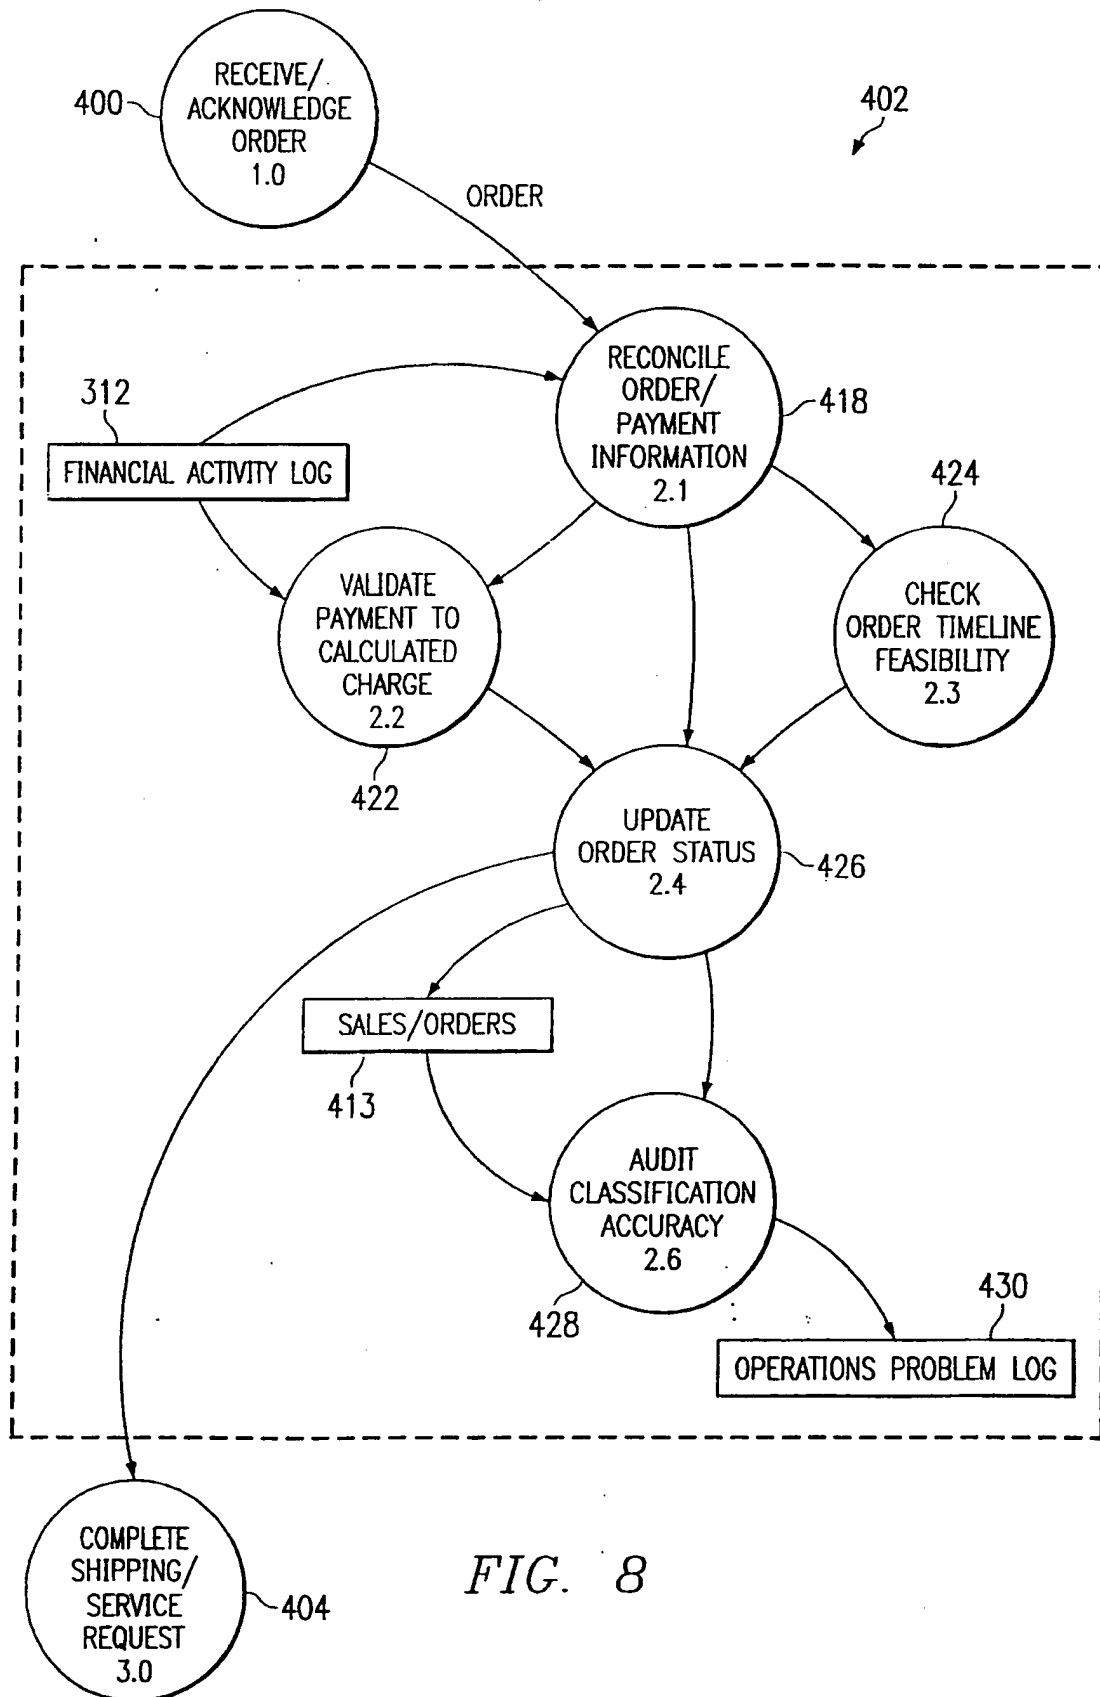 RECEIVE/
ACKNOWLEDGE
ORDER
1.0
400
402
ORDER
RECONCILE
ORDER/
PAYMENT
INFORMATION
2.1
418
312
FINANCIAL ACTIVITY LOG
424
VALIDATE
PAYMENT TO
CALCULATED
CHARGE
2.2
422
CHECK
ORDER TIMELINE
FEASIBILITY
2.3
UPDATE
ORDER STATUS
2.4
426
SALES/ORDERS
413
AUDIT
CLASSIFICATION
ACCURACY
2.6
428
430
OPERATIONS PROBLEM LOG
COMPLETE
SHIPPING/
SERVICE
REQUEST
3.0
404
FIG. 8